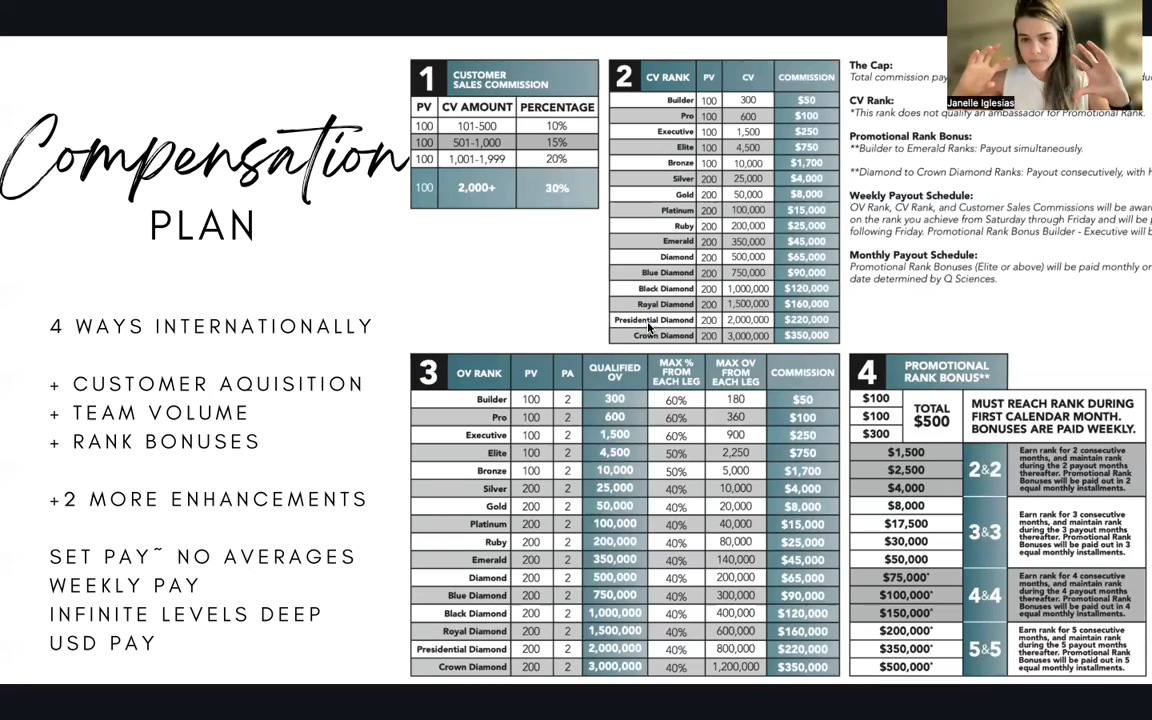 Compensation
PLAN
4 WAYS INTERNATIONALLY
+ CUSTOMER AQUISITION
+ TEAM VOLUME
+ RANK BONUSES
+2 MORE ENHANCEMENTS
SET PAY~ NO AVERAGES
WEEKLY PAY
INFINITE LEVELS DEEP
USD PAY
1 CUSTOMER
SALES COMMISSION
PV CV AMOUNT PERCENTAGE
100 101-500 10%
100 501-1,000 15%
100 1,001-1,999 20%
100 2,000+ 30%
2 CV RANK PV CV COMMISSION
Builder 100 300 $50
Pro 100 600 $100
Executive 100 1,500 $250
Elite 100 4,500 $750
Bronze 100 10,000 $1,700
Silver 200 25,000 $4,000
Gold 200 50,000 $8,000
Platinum 200 100,000 $15,000
Ruby 200 200,000 $25,000
Emerald 200 350,000 $45,000
Diamond 200 500,000 $65,000
Blue Diamond 200 750,000 $90,000
Black Diamond 200 1,000,000 $120,000
Royal Diamond 200 1,500,000 $160,000
Presidential Diamond 200 2,000,000 $220,000
Crown Diamond 200 3,000,000 $350,000
The Cap:
Total commission pay
Janelle Iglesias
CV Rank:
*This rank does not qualify an ambassador for Promotional Rank.
Promotional Rank Bonus:
**Builder to Emerald Ranks: Payout simultaneously.
**Diamond to Crown Diamond Ranks: Payout consecutively, with
Weekly Payout Schedule:
OV Rank, CV Rank, and Customer Sales Commissions will be awar
on the rank you achieve from Saturday through Friday and will be
following Friday. Promotional Rank Bonus Builder - Executive will b
Monthly Payout Schedule:
Promotional Rank Bonuses (Elite or above) will be paid monthly or
date determined by Q Sciences.
3 OV RANK PV PA QUALIFIED OV MAX % FROM EACH LEG MAX OV FROM EACH LEG COMMISSION
Builder 100 2 300 60% 180 $50
Pro 100 2 600 60% 360 $100
Executive 100 2 1,500 60% 900 $250
Elite 100 2 4,500 50% 2,250 $750
Bronze 100 2 10,000 50% 5,000 $1,700
Silver 200 2 25,000 40% 10,000 $4,000
Gold 200 2 50,000 40% 20,000 $8,000
Platinum 200 2 100,000 40% 40,000 $15,000
Ruby 200 2 200,000 40% 80,000 $25,000
Emerald 200 2 350,000 40% 140,000 $45,000
Diamond 200 2 500,000 40% 200,000 $65,000
Blue Diamond 200 2 750,000 40% 300,000 $90,000
Black Diamond 200 2 1,000,000 40% 400,000 $120,000
Royal Diamond 200 2 1,500,000 40% 600,000 $160,000
Presidential Diamond 200 2 2,000,000 40% 800,000 $220,000
Crown Diamond 200 2 3,000,000 40% 1,200,000 $350,000
4 PROMOTIONAL
RANK BONUS**
$100
$100
$300
TOTAL
$500
MUST REACH RANK DURING
FIRST CALENDAR MONTH.
BONUSES ARE PAID WEEKLY.
$1,500
$2,500
$4,000
2&2
Earn rank for 2 consecutive
months, and maintain rank
during the 2 payout months
thereafter. Promotional Rank
Bonuses will be paid out in 2
equal monthly installments.
$8,000
$17,500
$30,000
$50,000
3&3
Earn rank for 3 consecutive
months, and maintain rank
during the 3 payout months
thereafter. Promotional Rank
Bonuses will be paid out in 3
equal monthly installments.
$75,000*
$100,000*
$150,000*
4&4
Earn rank for 4 consecutive
months, and maintain rank
during the 4 payout months
thereafter. Promotional Rank
Bonuses will be paid out in 4
equal monthly installments.
$200,000*
$350,000*
$500,000*
5&5
Earn rank for 5 consecutive
months, and maintain rank
during the 5 payout months
thereafter. Promotional Rank
Bonuses will be paid out in 5
equal monthly installments.